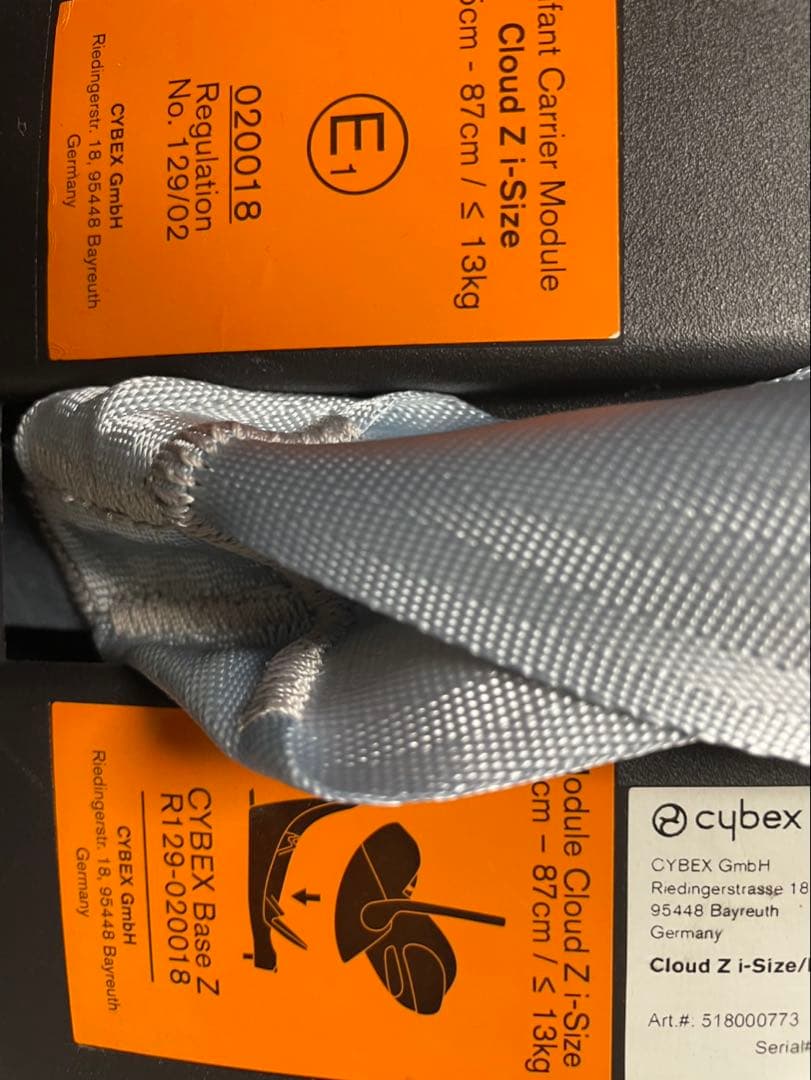 Carrier Module
Cloud Z i-Size
cm - 87cm / ≤ 13kg
E1
020018
Regulation
No. 129/02
CYBEX GmbH
Riedingerstr. 18, 95448 Bayreuth
Germany
Cloud Z i-Size
cm – 87cm / ≤ 13kg
CYBEX Base Z
R129-020018
CYBEX GmbH
Riedingerstr. 18, 95448 Bayreuth
Germany
cybex
CYBEX GmbH
Riedingerstrasse 18
95448 Bayreuth
Germany
Cloud Z i-Size/
Art.#: 518000773
Serial#